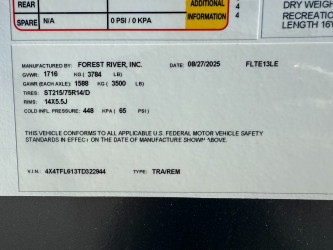 REAR
ADDITIONAL
SPARE N/A 0 PSI / 0 KPA INFORMATION
4
4
DRY WEIG
RECREATIO
LENGTH 16'
MANUFACTURED BY: FOREST RIVER, INC. DATE: 08/27/2025 FLTE13LE
GVWR: 1716 KG ( 3784 LB)
GAWR (EACH AXLE): 1588 KG ( 3500 LB)
TIRES: ST215/75R14/D
RIMS: 14X5.5J
COLD INFL. PRESSURE: 448 KPA ( 65 PSI)
THIS VEHICLE CONFORMS TO ALL APPLICABLE U.S. FEDERAL MOTOR VEHICLE SAFETY
STANDARDS IN EFFECT ON THE DATE OF MANUFACTURE SHOWN ABOVE.
V.I.N.: 4X4TFL613TD322944 TYPE: TRA/REM